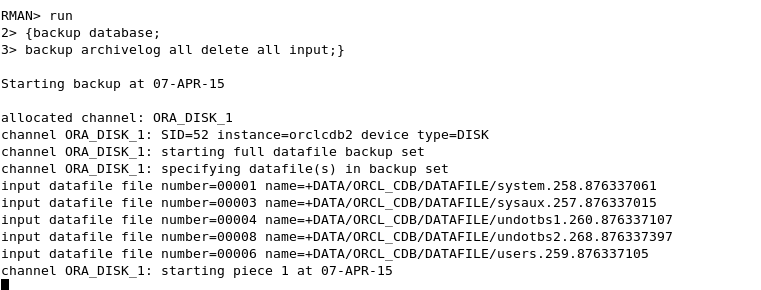 RMAN> run
2> {backup database;
3> backup archivelog all delete all input;}
Starting backup at 07-APR-15
allocated channel: ORA_DISK_1
channel ORA_DISK_1: SID=52 instance=orclcdb2 device type=DISK
channel ORA_DISK_1: starting full datafile backup set
channel ORA_DISK_1: specifying datafile(s) in backup set
input datafile file number=00001 name=+DATA/ORCL_CDB/DATAFILE/system.258.876337061
input datafile file number=00003 name=+DATA/ORCL_CDB/DATAFILE/sysaux.257.876337015
input datafile file number=00004 name=+DATA/ORCL_CDB/DATAFILE/undotbs1.260.876337107
input datafile file number=00008 name=+DATA/ORCL_CDB/DATAFILE/undotbs2.268.876337397
input datafile file number=00006 name=+DATA/ORCL_CDB/DATAFILE/users.259.876337105
channel ORA_DISK_1: starting piece 1 at 07-APR-15